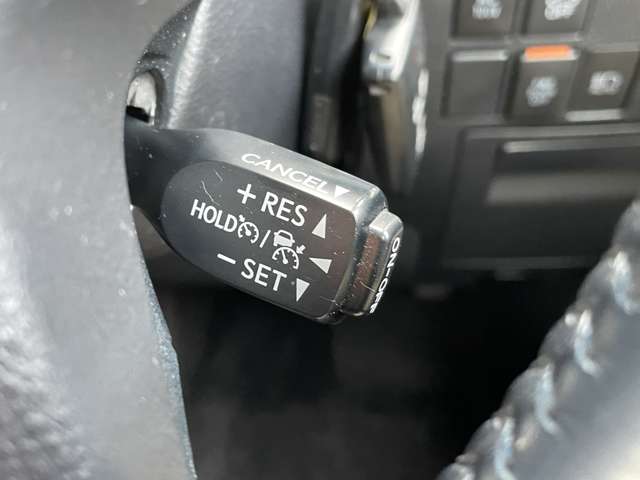 CANCEL▼
+RES▲
HOLD /
◀
-SET▼
ON-OFF